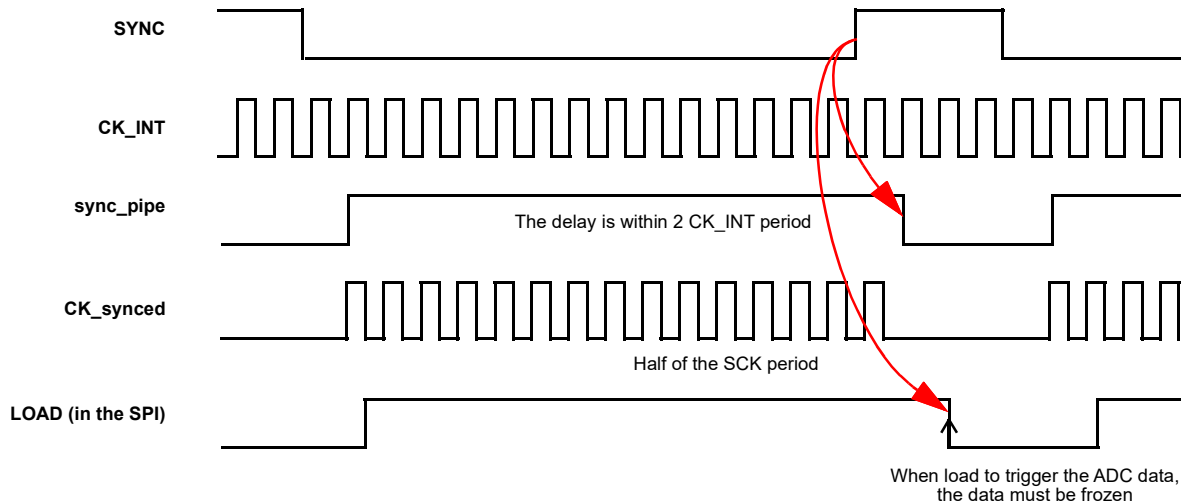 SYNC
CK_INT
sync_pipe
The delay is within 2 CK_INT period
CK_synced
Half of the SCK period
LOAD (in the SPI)
When load to trigger the ADC data,
the data must be frozen